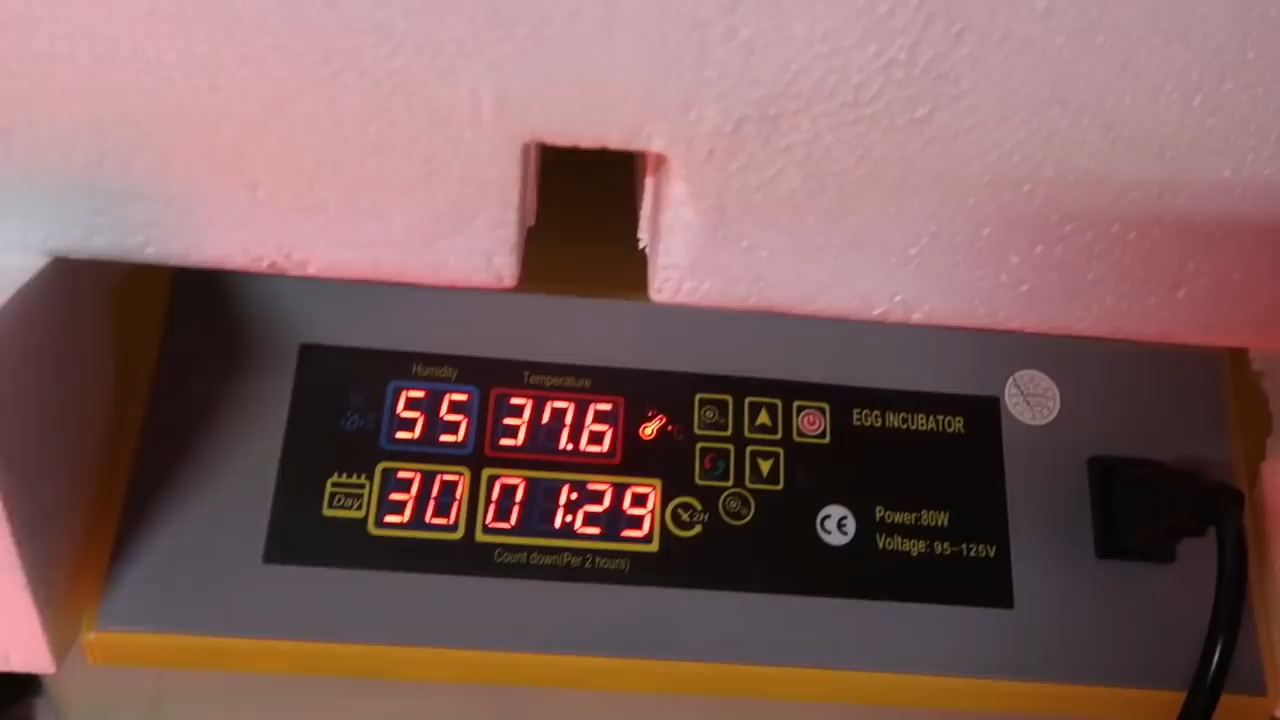 Humidity Temperature
55 37.6 °C
EGG INCUBATOR
Day 30 01:29 2H
Count down(Per 2 hours)
CE
Power:80W
Voltage: 95-125V